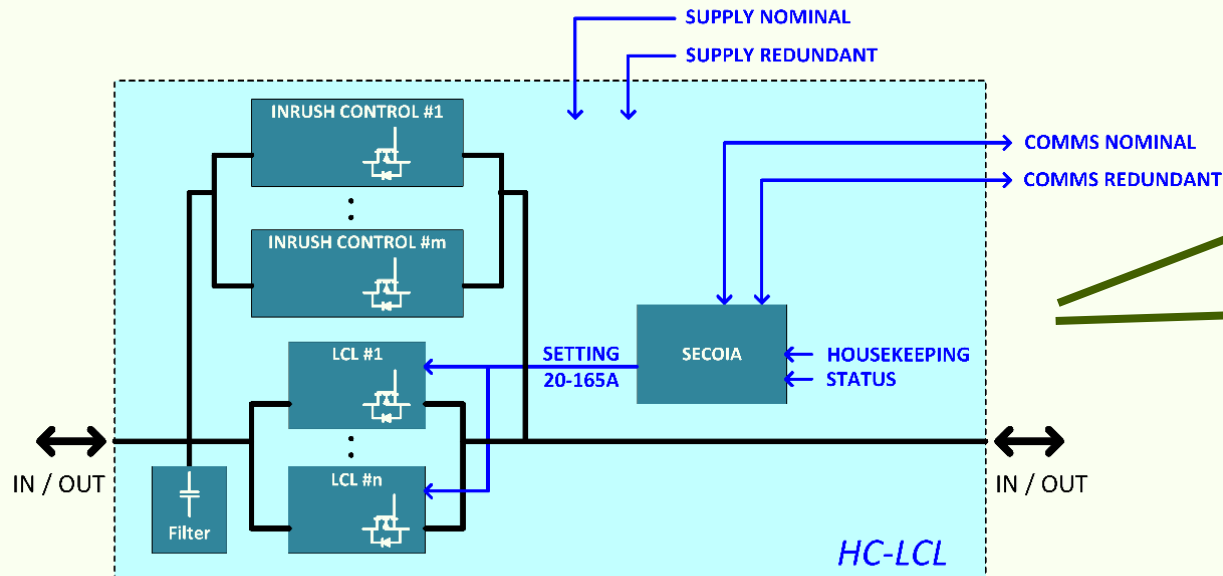 SUPPLY NOMINAL
SUPPLY REDUNDANT
INRUSH CONTROL #1
:
INRUSH CONTROL #m
COMMS NOMINAL
COMMS REDUNDANT
LCL #1
:
LCL #n
SETTING
20-165A
SECOIA
HOUSEKEEPING
STATUS
IN / OUT
Filter
IN / OUT
HC-LCL